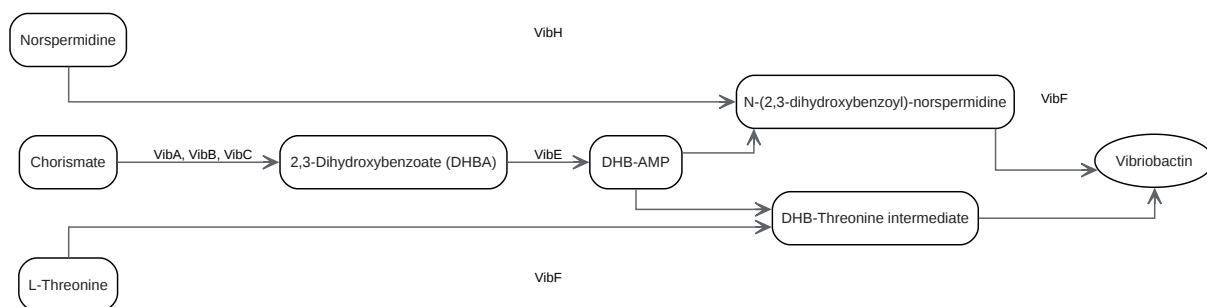 VibH
Norspermidine
N-(2,3-dihydroxybenzoyl)-norspermidine
VibF
Chorismate
VibA, VibB, VibC
2,3-Dihydroxybenzoate (DHBA)
VibE
DHB-AMP
Vibriobactin
DHB-Threonine intermediate
L-Threonine
VibF